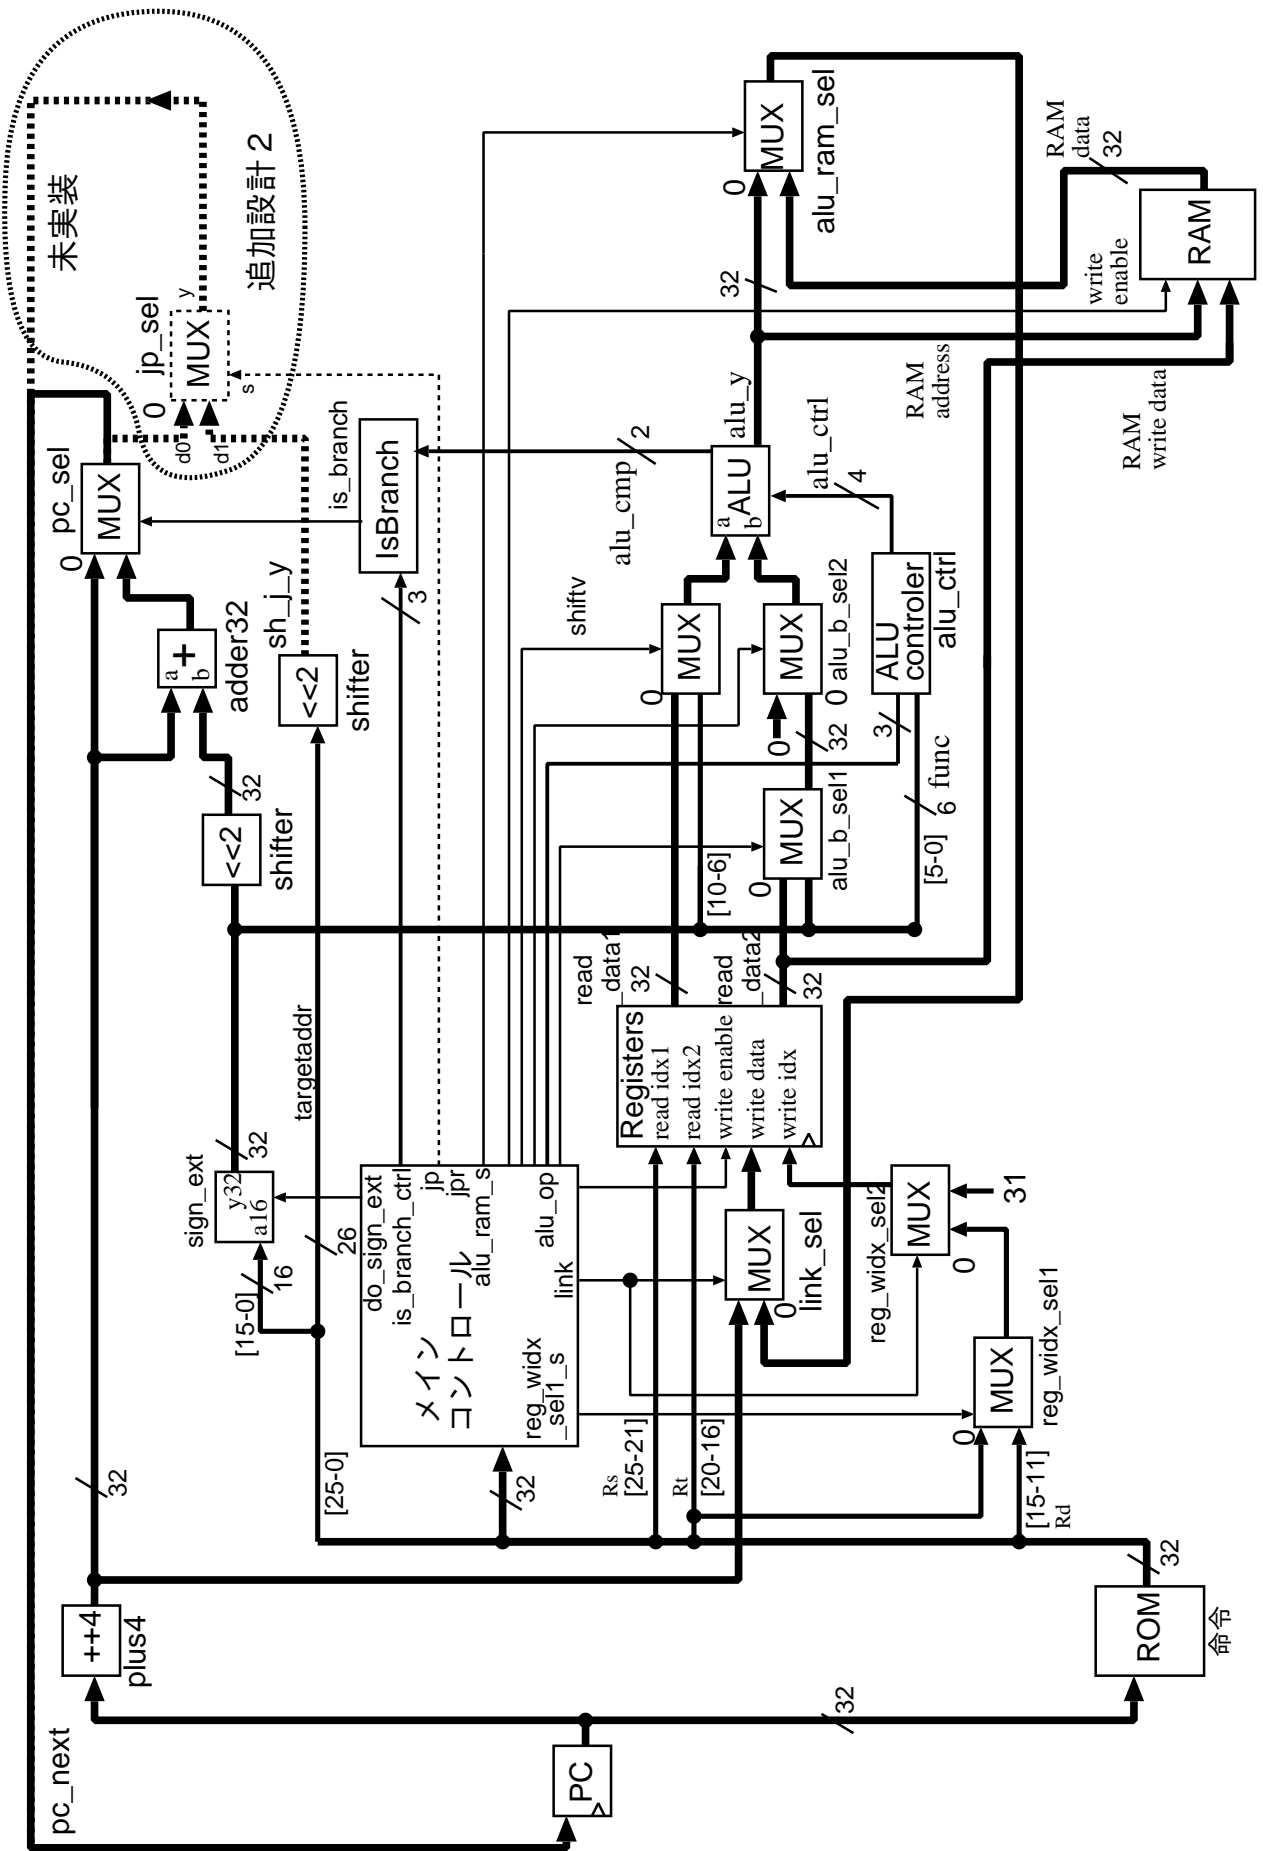 未実装
追加設計 2
jp_sel
MUX
0
d0
d1
s
y
pc_next
pc_sel
MUX
0
++4
plus4
32
a
b
+
adder32
32
<<2
shifter
sh_j_y
<<2
shifter
targetaddr
sign_ext
y32
a16
32
[15-0]
16
26
[25-0]
is_branch
IsBranch
3
do_sign_ext
is_branch_ctrl
jp
jpr
alu_ram_s
alu_op
link
reg_widx
_sel1_s
メイン
コントロール
32
PC
32
ROM
命令
32
Rs
[25-21]
Rt
[20-16]
[15-11]
Rd
Registers
read idx1
read idx2
write enable
write data
write idx
read
_data1
32
read
_data2
32
MUX
link_sel
0
reg_widx_sel2
MUX
0
31
reg_widx_sel1
MUX
0
shiftv
MUX
0
[10-6]
MUX
alu_b_sel2
0
0
32
MUX
alu_b_sel1
0
ALU
controler
alu_ctrl
3
6
func
[5-0]
alu_cmp
2
ALU
a
b
alu_y
alu_ctrl
4
MUX
alu_ram_sel
0
32
RAM
data
32
write
enable
RAM
RAM
address
RAM
write data